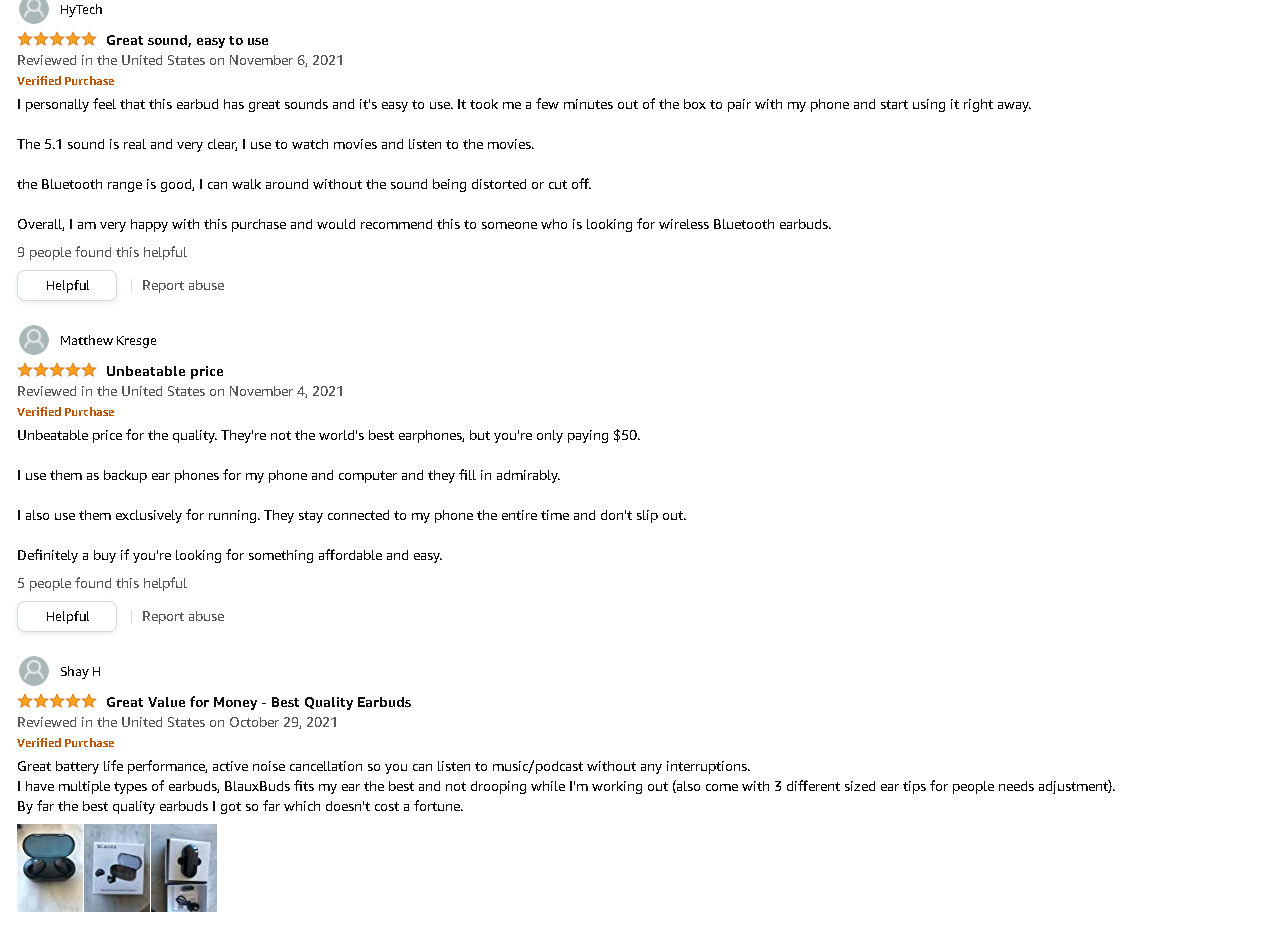 HyTech
Great sound, easy to use
Reviewed in the United States on November 6, 2021
Verified Purchase
I personally feel that this earbud has great sounds and it's easy to use. It took me a few minutes out of the box to pair with my phone and start using it right away.
The 5.1 sound is real and very clear, I use to watch movies and listen to the movies.
the Bluetooth range is good, I can walk around without the sound being distorted or cut off.
Overall, I am very happy with this purchase and would recommend this to someone who is looking for wireless Bluetooth earbuds.
9 people found this helpful
Helpful | Report abuse
Matthew Kresge
Unbeatable price
Reviewed in the United States on November 4, 2021
Verified Purchase
Unbeatable price for the quality. They're not the world's best earphones, but you're only paying $50.
I use them as backup ear phones for my phone and computer and they fill in admirably.
I also use them exclusively for running. They stay connected to my phone the entire time and don't slip out.
Definitely a buy if you're looking for something affordable and easy.
5 people found this helpful
Helpful | Report abuse
Shay H
Great Value for Money - Best Quality Earbuds
Reviewed in the United States on October 29, 2021
Verified Purchase
Great battery life performance, active noise cancellation so you can listen to music/podcast without any interruptions.
I have multiple types of earbuds, BlauxBuds fits my ear the best and not drooping while I'm working out (also come with 3 different sized ear tips for people needs adjustment).
By far the best quality earbuds I got so far which doesn't cost a fortune.
BLAUX